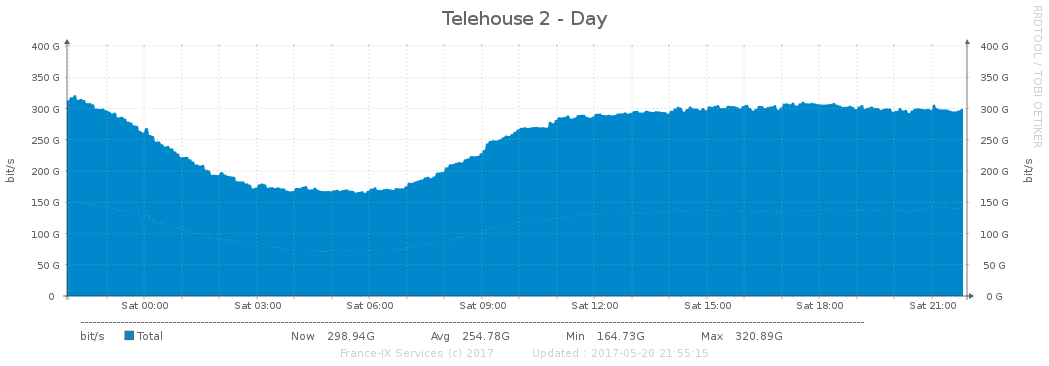 Telehouse 2 - Day
RRDTOOL / TOBI OETIKER
bit/s
400 G 400 G
350 G 350 G
300 G 300 G
250 G 250 G
200 G 200 G
150 G 150 G
100 G 100 G
50 G 50 G
0 0 G
bit/s
Sat 00:00 Sat 03:00 Sat 06:00 Sat 09:00 Sat 12:00 Sat 15:00 Sat 18:00 Sat 21:00
bit/s Total Now 298.94G Avg 254.78G Min 164.73G Max 320.89G
France-IX Services (c) 2017 Updated : 2017-05-20 21:55:15